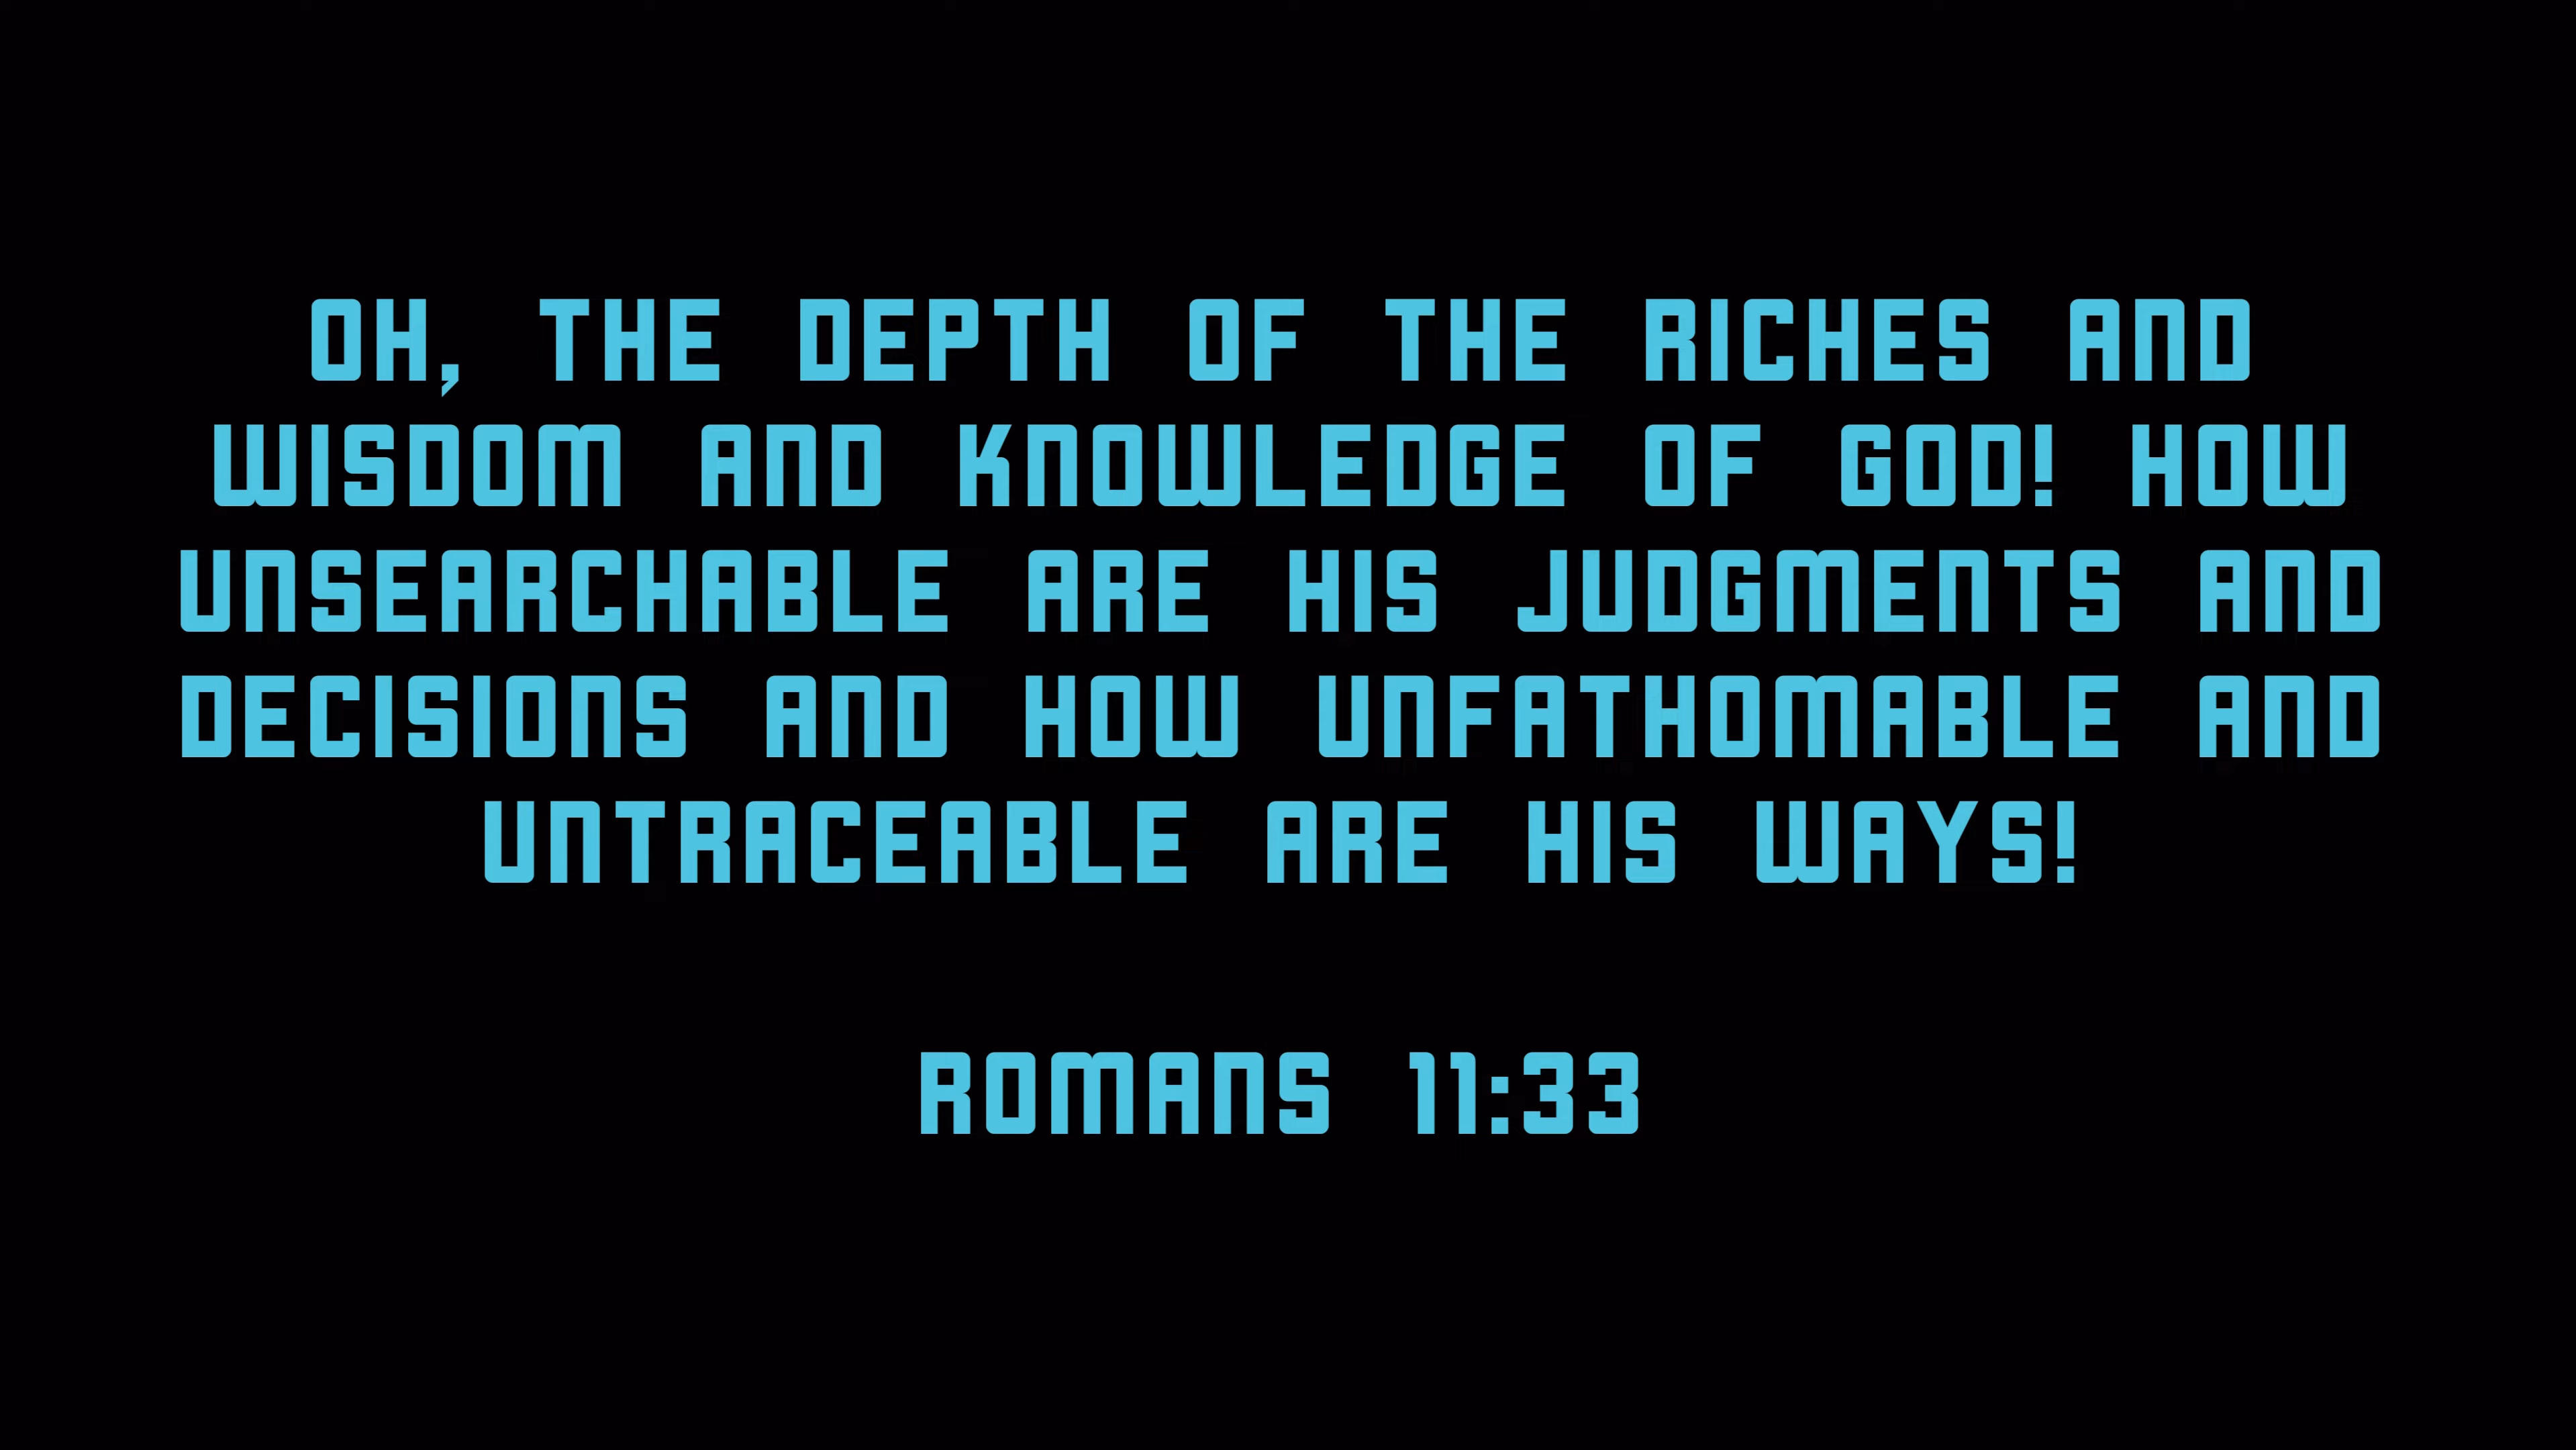 OH, THE DEPTH OF THE RICHES AND
WISDOM AND KNOWLEDGE OF GOD! HOW
UNSEARCHABLE ARE HIS JUDGMENTS AND
DECISIONS AND HOW UNFATHOMABLE AND
UNTRACEABLE ARE HIS WAYS!
ROMANS 11:33